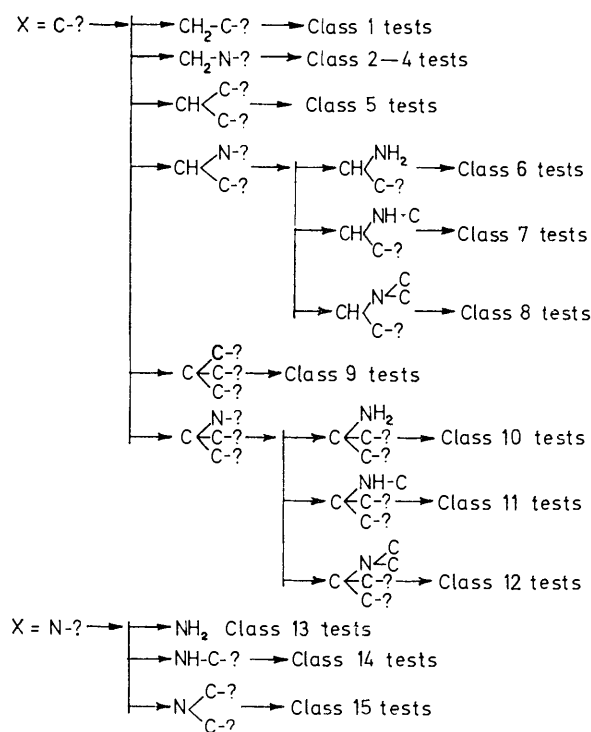 X = C-? → CH₂-C-? → Class 1 tests
→ CH₂-N-? → Class 2—4 tests
C-?
→ CH → Class 5 tests
C-?
N-? NH₂
→ CH → → CH → Class 6 tests
C-? C-?
NH-C
→ CH → Class 7 tests
C-?
C
N C
→ CH → Class 8 tests
C-?
C-?
→ C C-? → Class 9 tests
C-?
N-? NH₂
→ C C-? → → C C-? → Class 10 tests
C-? C-?
NH-C
→ C C-? → Class 11 tests
C-?
C
N C
→ C C-? → Class 12 tests
C-?
X = N-? → NH₂ Class 13 tests
→ NH-C-? → Class 14 tests
C-?
→ N → Class 15 tests
C-?